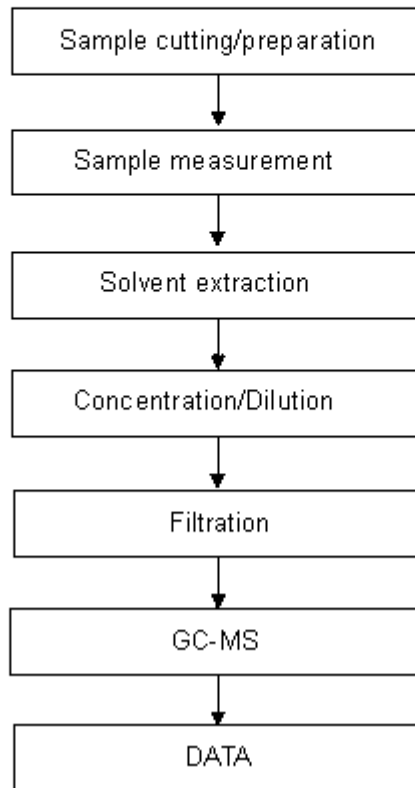 Sample cutting/preparation
Sample measurement
Solvent extraction
Concentration/Dilution
Filtration
GC-MS
DATA